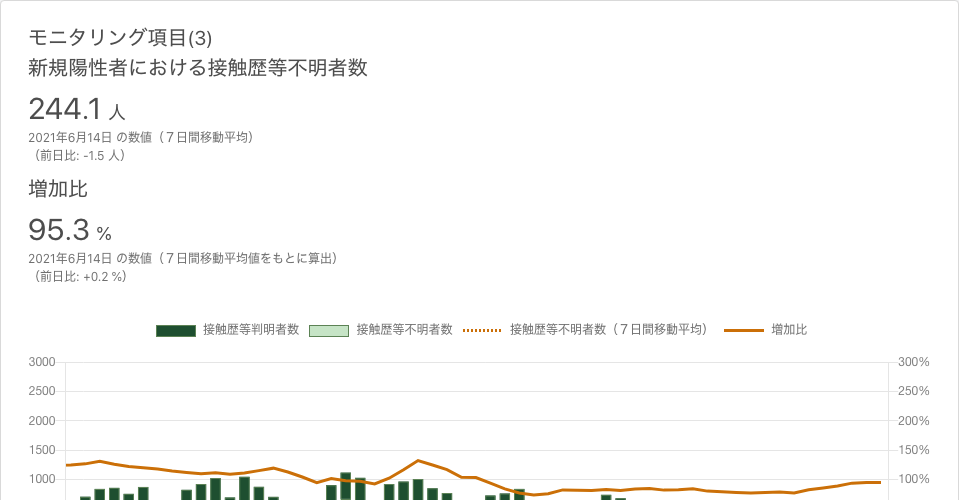 モニタリング項目(3)
新規陽性者における接触歴等不明者数
244.1 人
2021年6月14日 の数値（７日間移動平均）
（前日比: -1.5 人）
増加比
95.3 %
2021年6月14日 の数値（７日間移動平均値をもとに算出）
（前日比: +0.2 %）
接触歴等判明者数 接触歴等不明者数 接触歴等不明者数（７日間移動平均） 増加比
3000 300%
2500 250%
2000 200%
1500 150%
1000 100%